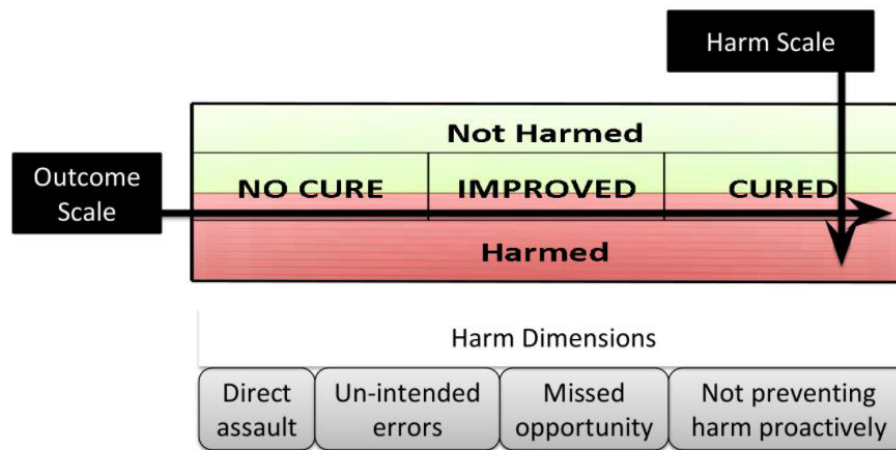 Harm Scale
Not Harmed
Outcome
Scale
NO CURE
IMPROVED
CURED
Harmed
Harm Dimensions
Direct
assault
Un-intended
errors
Missed
opportunity
Not preventing
harm proactively